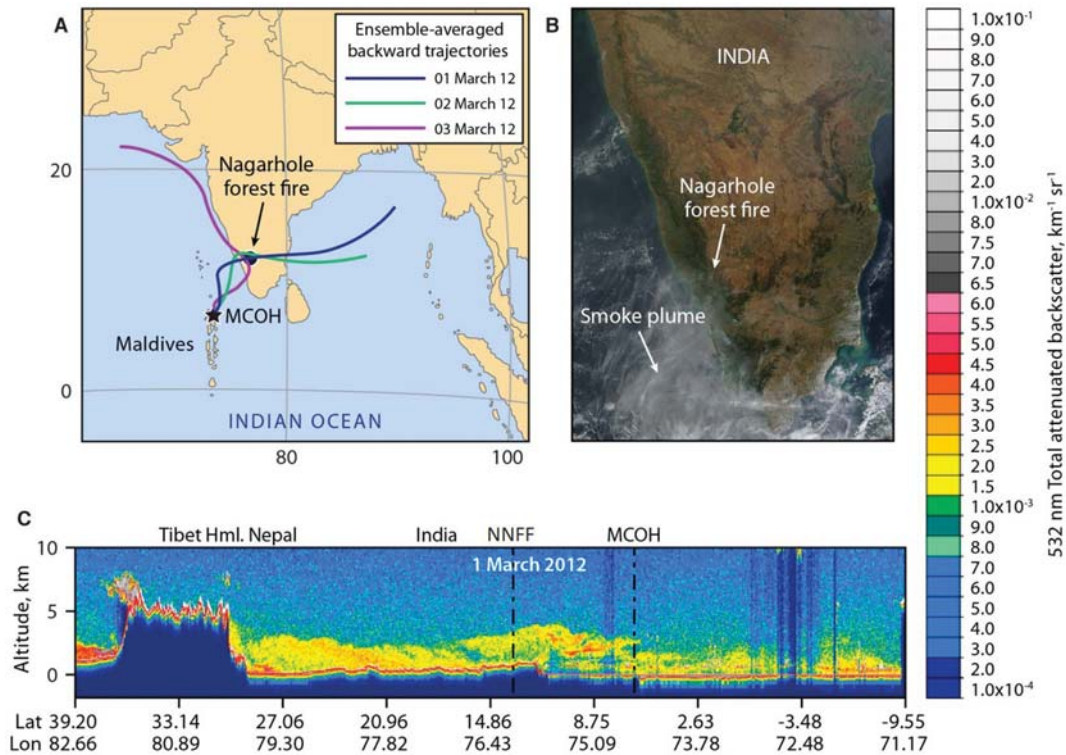 A
Ensemble-averaged
backward trajectories
01 March 12
02 March 12
03 March 12
Nagarhole
forest fire
20
MCOH
Maldives
0
INDIAN OCEAN
80
100
B
INDIA
Nagarhole
forest fire
Smoke plume
1.0x10⁻¹
9.0
8.0
7.0
6.0
5.0
4.0
3.0
2.0
1.0x10⁻²
8.0
7.5
7.0
6.5
6.0
5.5
5.0
4.5
4.0
3.5
3.0
2.5
2.0
1.5
1.0x10⁻³
9.0
8.0
7.0
6.0
5.0
4.0
3.0
2.0
1.0x10⁻⁴
532 nm Total attenuated backscatter, km⁻¹ sr⁻¹
C
Tibet Hml. Nepal India NNFF MCOH
1 March 2012
Altitude, km
10
5
0
Lat 39.20 33.14 27.06 20.96 14.86 8.75 2.63 -3.48 -9.55
Lon 82.66 80.89 79.30 77.82 76.43 75.09 73.78 72.48 71.17